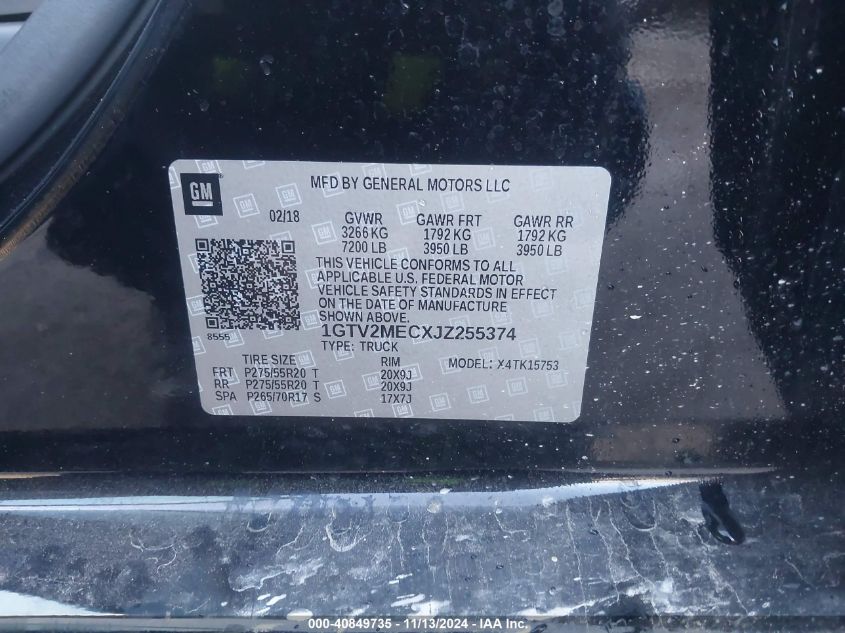 GM
MFD BY GENERAL MOTORS LLC
02/18
GVWR GAWR FRT GAWR RR
3266 KG 1792 KG 1792 KG
7200 LB 3950 LB 3950 LB
THIS VEHICLE CONFORMS TO ALL
APPLICABLE U.S. FEDERAL MOTOR
VEHICLE SAFETY STANDARDS IN EFFECT
ON THE DATE OF MANUFACTURE
SHOWN ABOVE.
8555
1GTV2MECXJZ255374
TYPE: TRUCK
TIRE SIZE RIM MODEL: X4TK15753
FRT P275/55R20 T 20X9J
RR P275/55R20 T 20X9J
SPA P265/70R17 S 17X7J
-- 000-40849735 - 11/13/2024 - IAAI.COM --